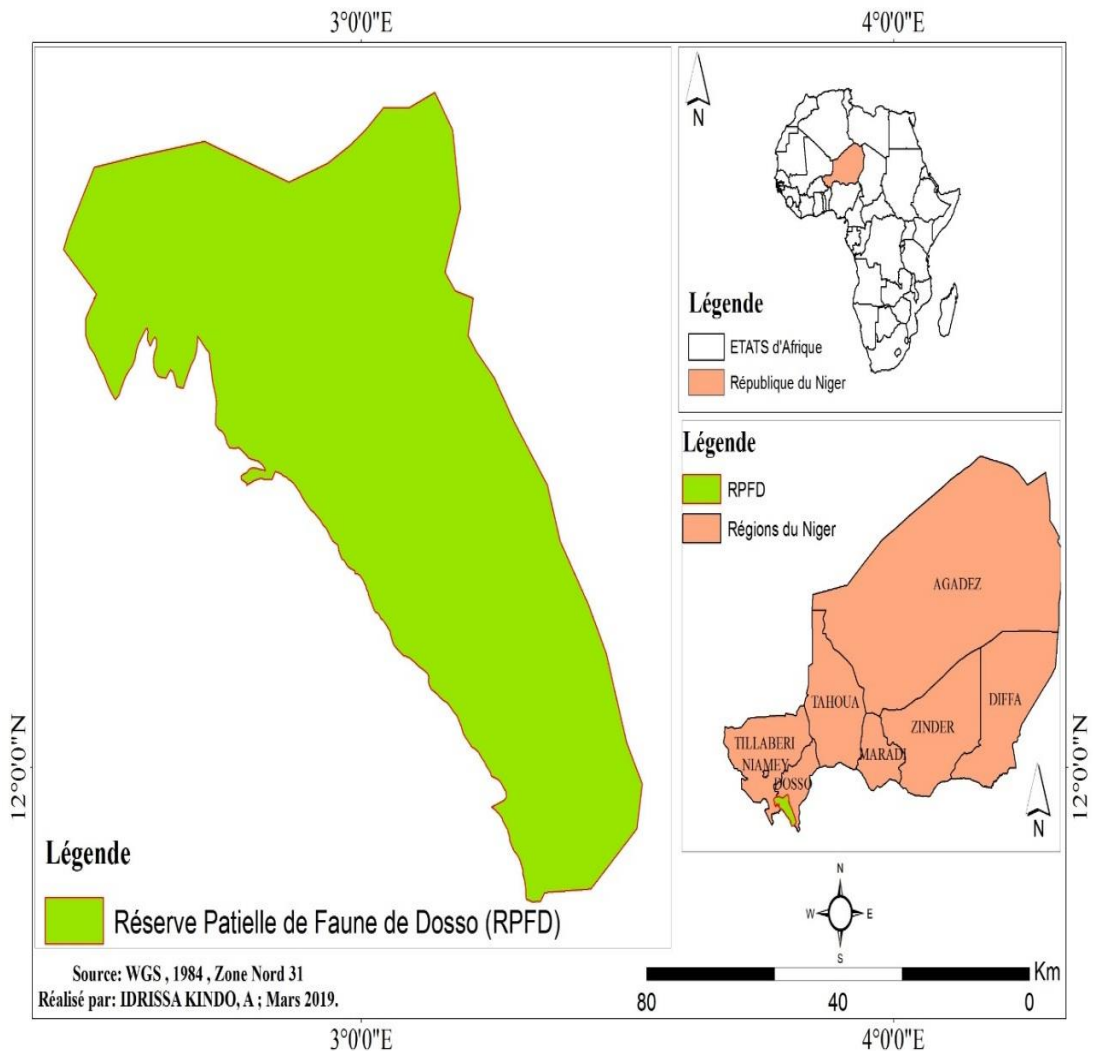 3°0'0"E
4°0'0"E
N
Légende
ETATS d'Afrique
République du Niger
Légende
RPFD
Régions du Niger
AGADEZ
TAHOUA
DIFFA
ZINDER
TILLABERI
MARADI
NIAMEY
DOSSO
N
12°0'0"N
12°0'0"N
Légende
Réserve Patielle de Faune de Dosso (RPFD)
N
W
E
S
Source: WGS , 1984 , Zone Nord 31
Réalisé par: IDRISSA KINDO, A ; Mars 2019.
Km
80
40
0
3°0'0"E
4°0'0"E